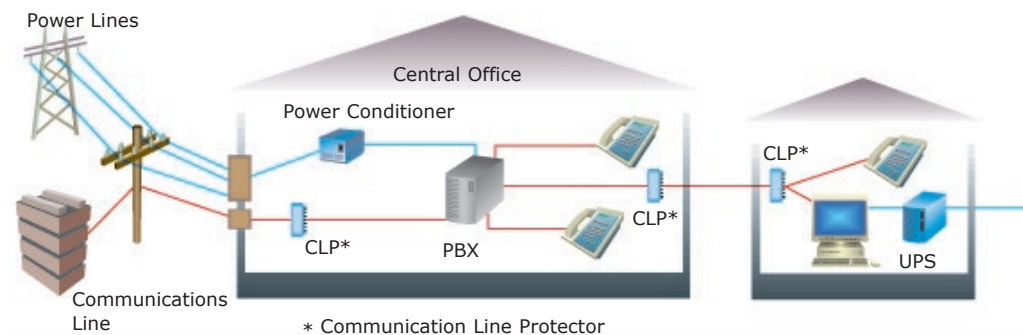 Power Lines
Central Office
Power Conditioner
CLP*
CLP*
CLP*
PBX
UPS
Communications
Line
* Communication Line Protector